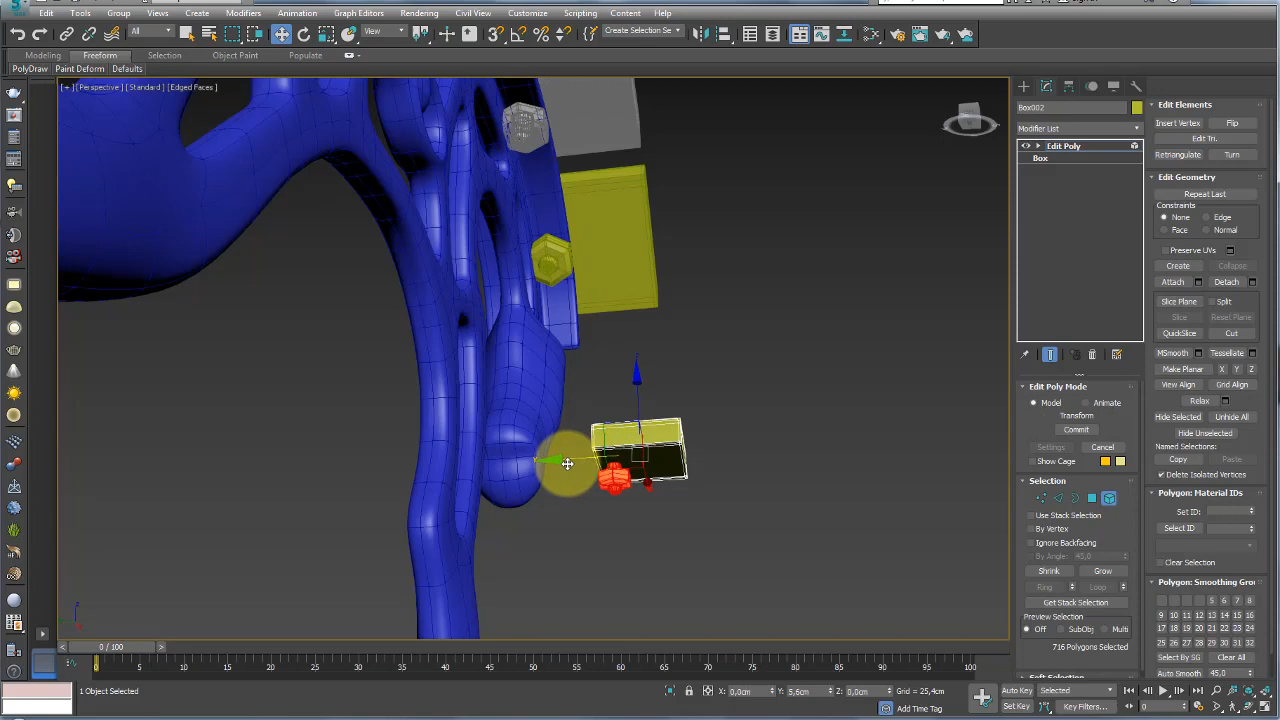 Edit Tools Group Views Create Modifiers Animation Graph Editors Rendering Civil View Customize Scripting Content Help
All View Create Selection Se
Modeling Freeform Selection Object Paint Populate
PolyDraw Paint Deform Defaults
[+] [Perspective] [Standard] [Edged Faces]
Box002
Modifier List
Edit Poly
Box
Edit Poly Mode
Model Animate
Transform
Commit
Settings Cancel
Show Cage
Selection
Use Stack Selection
By Vertex
Ignore Backfacing
By Angle: 45,0
Shrink Grow
Ring Loop
Get Stack Selection
Preview Selection
Off SubObj Multi
716 Polygons Selected
Soft Selection
Edit Elements
Insert Vertex Flip
Edit Tri.
Retriangulate Turn
Edit Geometry
Repeat Last
Constraints
None Edge
Face Normal
Preserve UVs
Create Collapse
Attach Detach
Slice Plane Split
Slice Reset Plane
QuickSlice Cut
MSmooth Tessellate
Make Planar X Y Z
View Align Grid Align
Relax
Hide Selected Unhide All
Hide Unselected
Named Selections:
Copy Paste
Delete Isolated Vertices
Polygon: Material IDs
Set ID:
Select ID
Clear Selection
Polygon: Smoothing Grou
5 6 7 8
9 10 11 12 13 14 15 16
17 18 19 20 21 22 23 24
25 26 27 28 29 30 31 32
Select By SG Clear All
Auto Smooth 45,0
0 / 100
0 5 10 15 20 25 30 35 40 45 50 55 60 65 70 75 80 85 90 95 100
1 Object Selected X: 0,0cm Y: 5,6cm Z: 0,0cm Grid = 25,4cm Auto Key Selected
Add Time Tag Set Key Key Filters... 0